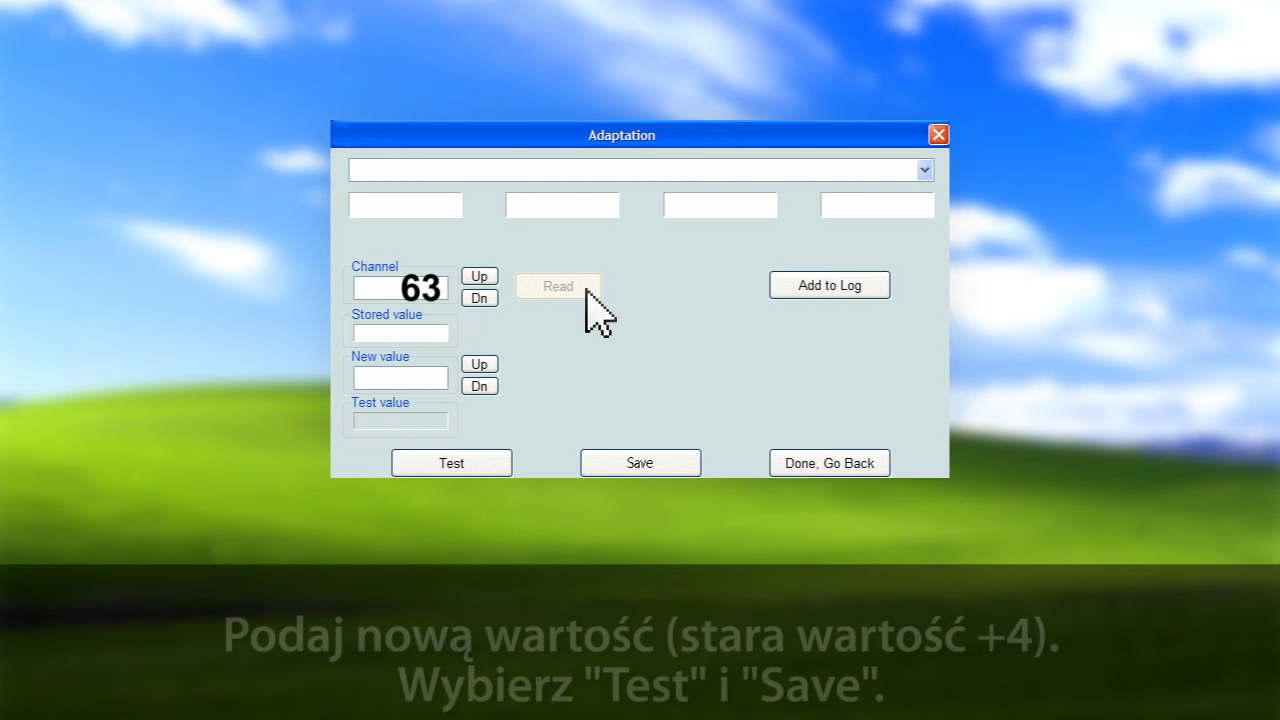 Adaptation
Channel
63
Up
Dn
Read
Add to Log
Stored value
New value
Up
Dn
Test value
Test
Save
Done, Go Back
Podaj nową wartość (stara wartość +4).
Wybierz "Test" i "Save".